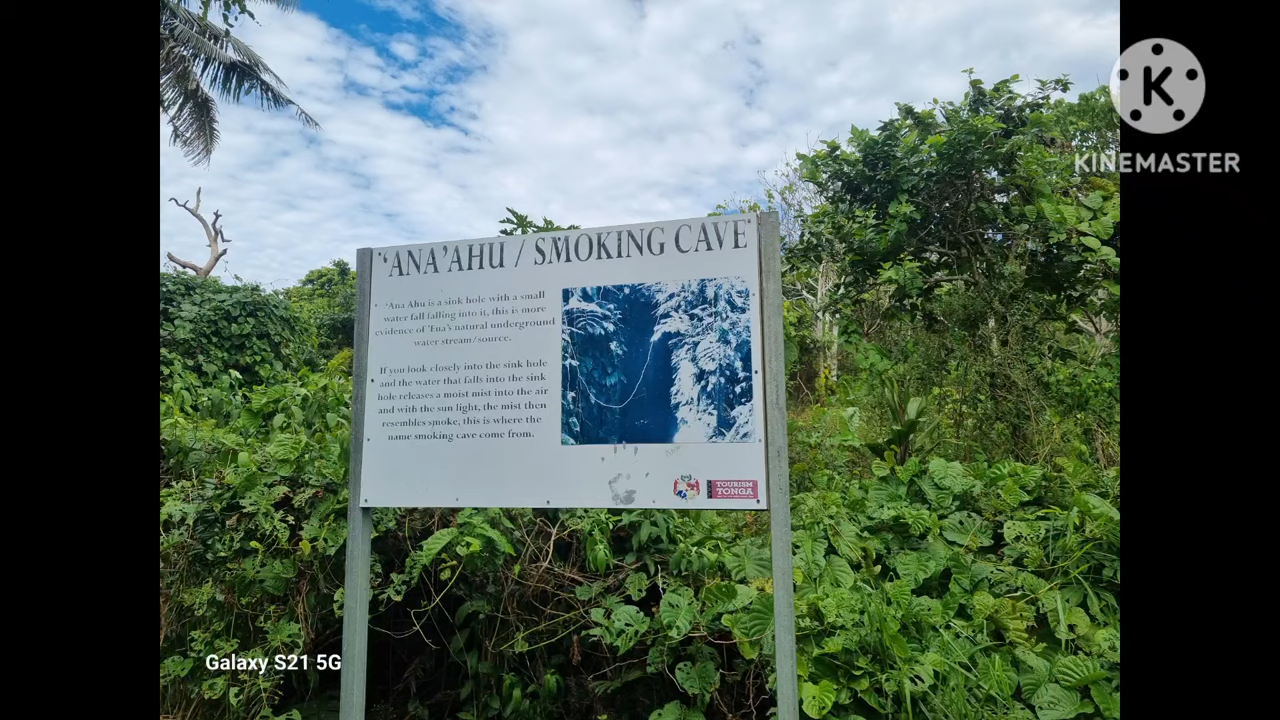 'ANA'AHU / SMOKING CAVE
'Ana Ahu is a sink hole with a small
water fall falling into it, this is more
evidence of 'Eua's natural underground
water stream/source.
If you look closely into the sink hole
and the water that falls into the sink
hole releases a moist mist into the air
and with the sun light, the mist then
resembles smoke, this is where the
name smoking cave come from.
TOURISM
TONGA
K
KINEMASTER
Galaxy S21 5G